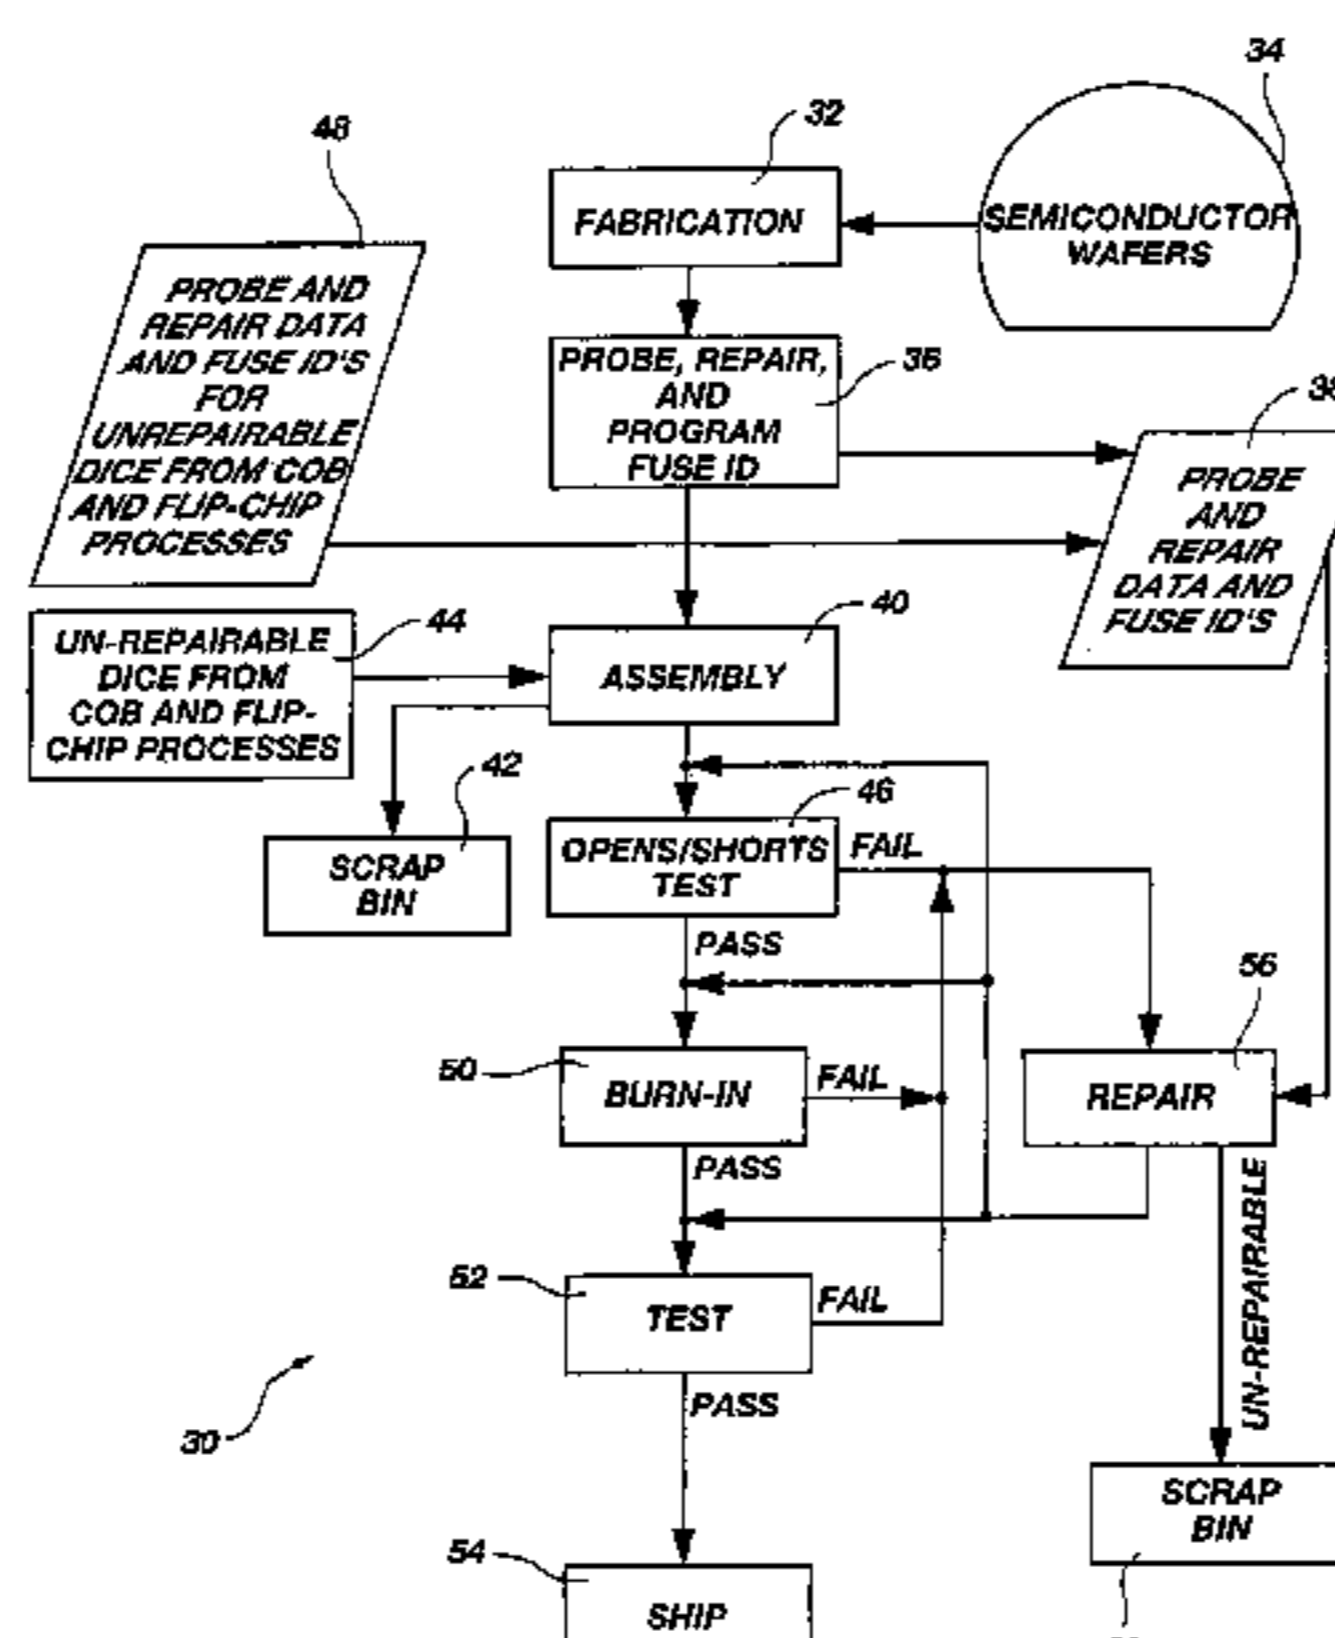 34
32
48
FABRICATION
SEMICONDUCTOR
WAFERS
PROBE AND
REPAIR DATA
AND FUSE ID'S
FOR
UNREPAIRABLE
DICE FROM COB
AND FLIP-CHIP
PROCESSES
PROBE, REPAIR,
AND
PROGRAM
FUSE ID
36
PROBE
AND
REPAIR
DATA AND
FUSE ID'S
40
44
UN-REPAIRABLE
DICE FROM
COB AND FLIP-
CHIP PROCESSES
ASSEMBLY
42
46
SCRAP
BIN
OPENS/SHORTS
TEST
FAIL
PASS
56
50
BURN-IN
FAIL
REPAIR
PASS
UN-REPAIRABLE
52
TEST
FAIL
PASS
30
SCRAP
BIN
54
SHIP